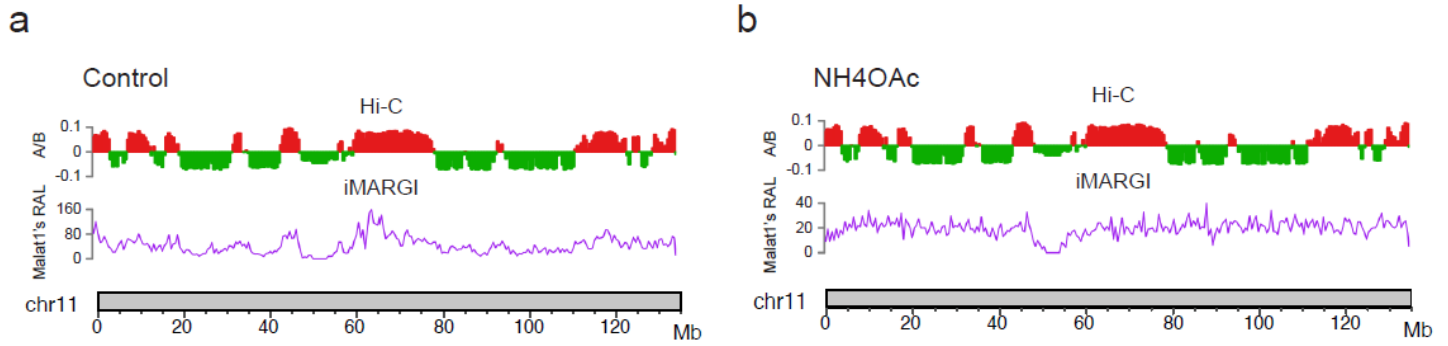 a
Control
Hi-C
A/B
0.1
0
-0.1
iMARGI
Malat1's RAL
160
80
0
chr11
0 20 40 60 80 100 120 Mb
b
NH4OAc
Hi-C
A/B
0.1
0
-0.1
iMARGI
Malat1's RAL
40
20
0
chr11
0 20 40 60 80 100 120 Mb